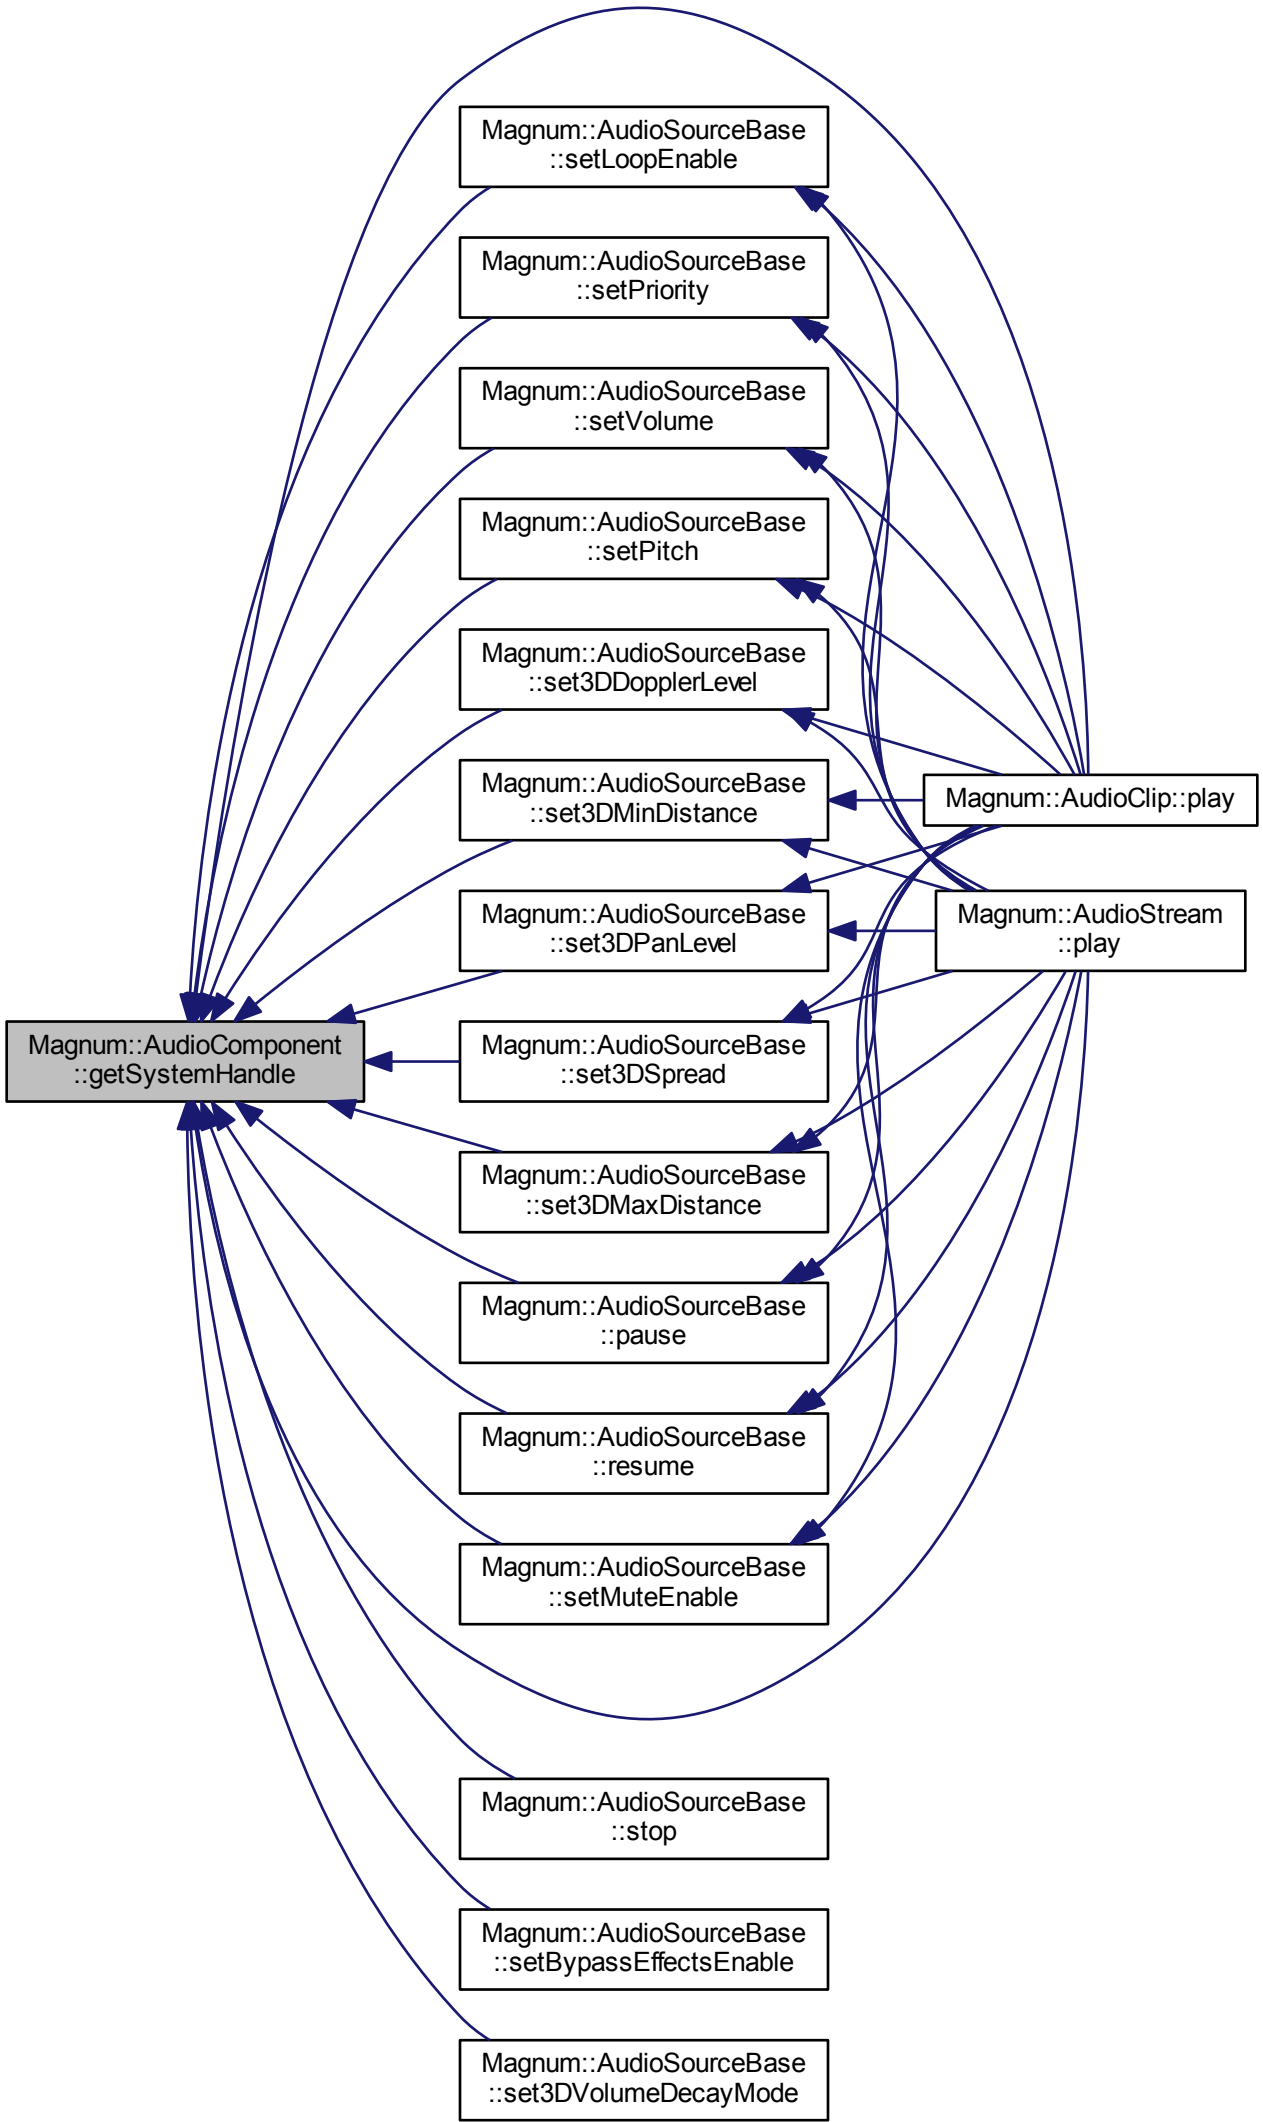 Magnum::AudioSourceBase
::setLoopEnable
Magnum::AudioSourceBase
::setPriority
Magnum::AudioSourceBase
::setVolume
Magnum::AudioSourceBase
::setPitch
Magnum::AudioSourceBase
::set3DDopplerLevel
Magnum::AudioSourceBase
::set3DMinDistance
Magnum::AudioClip::play
Magnum::AudioSourceBase
::set3DPanLevel
Magnum::AudioStream
::play
Magnum::AudioComponent
::getSystemHandle
Magnum::AudioSourceBase
::set3DSpread
Magnum::AudioSourceBase
::set3DMaxDistance
Magnum::AudioSourceBase
::pause
Magnum::AudioSourceBase
::resume
Magnum::AudioSourceBase
::setMuteEnable
Magnum::AudioSourceBase
::stop
Magnum::AudioSourceBase
::setBypassEffectsEnable
Magnum::AudioSourceBase
::set3DVolumeDecayMode